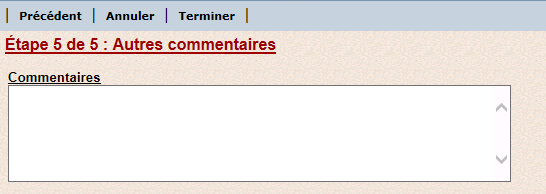 | Précédent | Annuler | Terminer |
Étape 5 de 5 : Autres commentaires
Commentaires